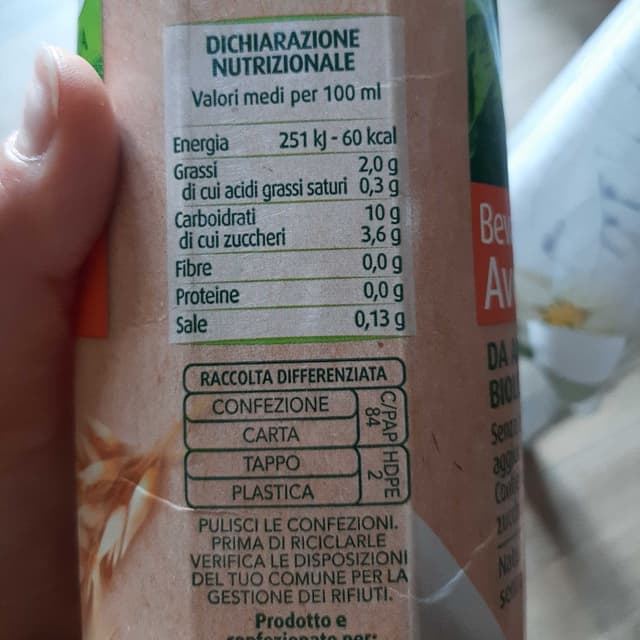 DICHIARAZIONE
NUTRIZIONALE
Valori medi per 100 ml
Energia 251 kJ - 60 kcal
Grassi 2,0 g
di cui acidi grassi saturi 0,3 g
Carboidrati 10 g
di cui zuccheri 3,6 g
Fibre 0,0 g
Proteine 0,0 g
Sale 0,13 g
RACCOLTA DIFFERENZIATA
CONFEZIONE
CARTA
C/PAP
84
TAPPO
PLASTICA
HDPE
2
PULISCI LE CONFEZIONI.
PRIMA DI RICICLARLE
VERIFICA LE DISPOSIZIONI
DEL TUO COMUNE PER LA
GESTIONE DEI RIFIUTI.
Prodotto e
confezionato per:
DA